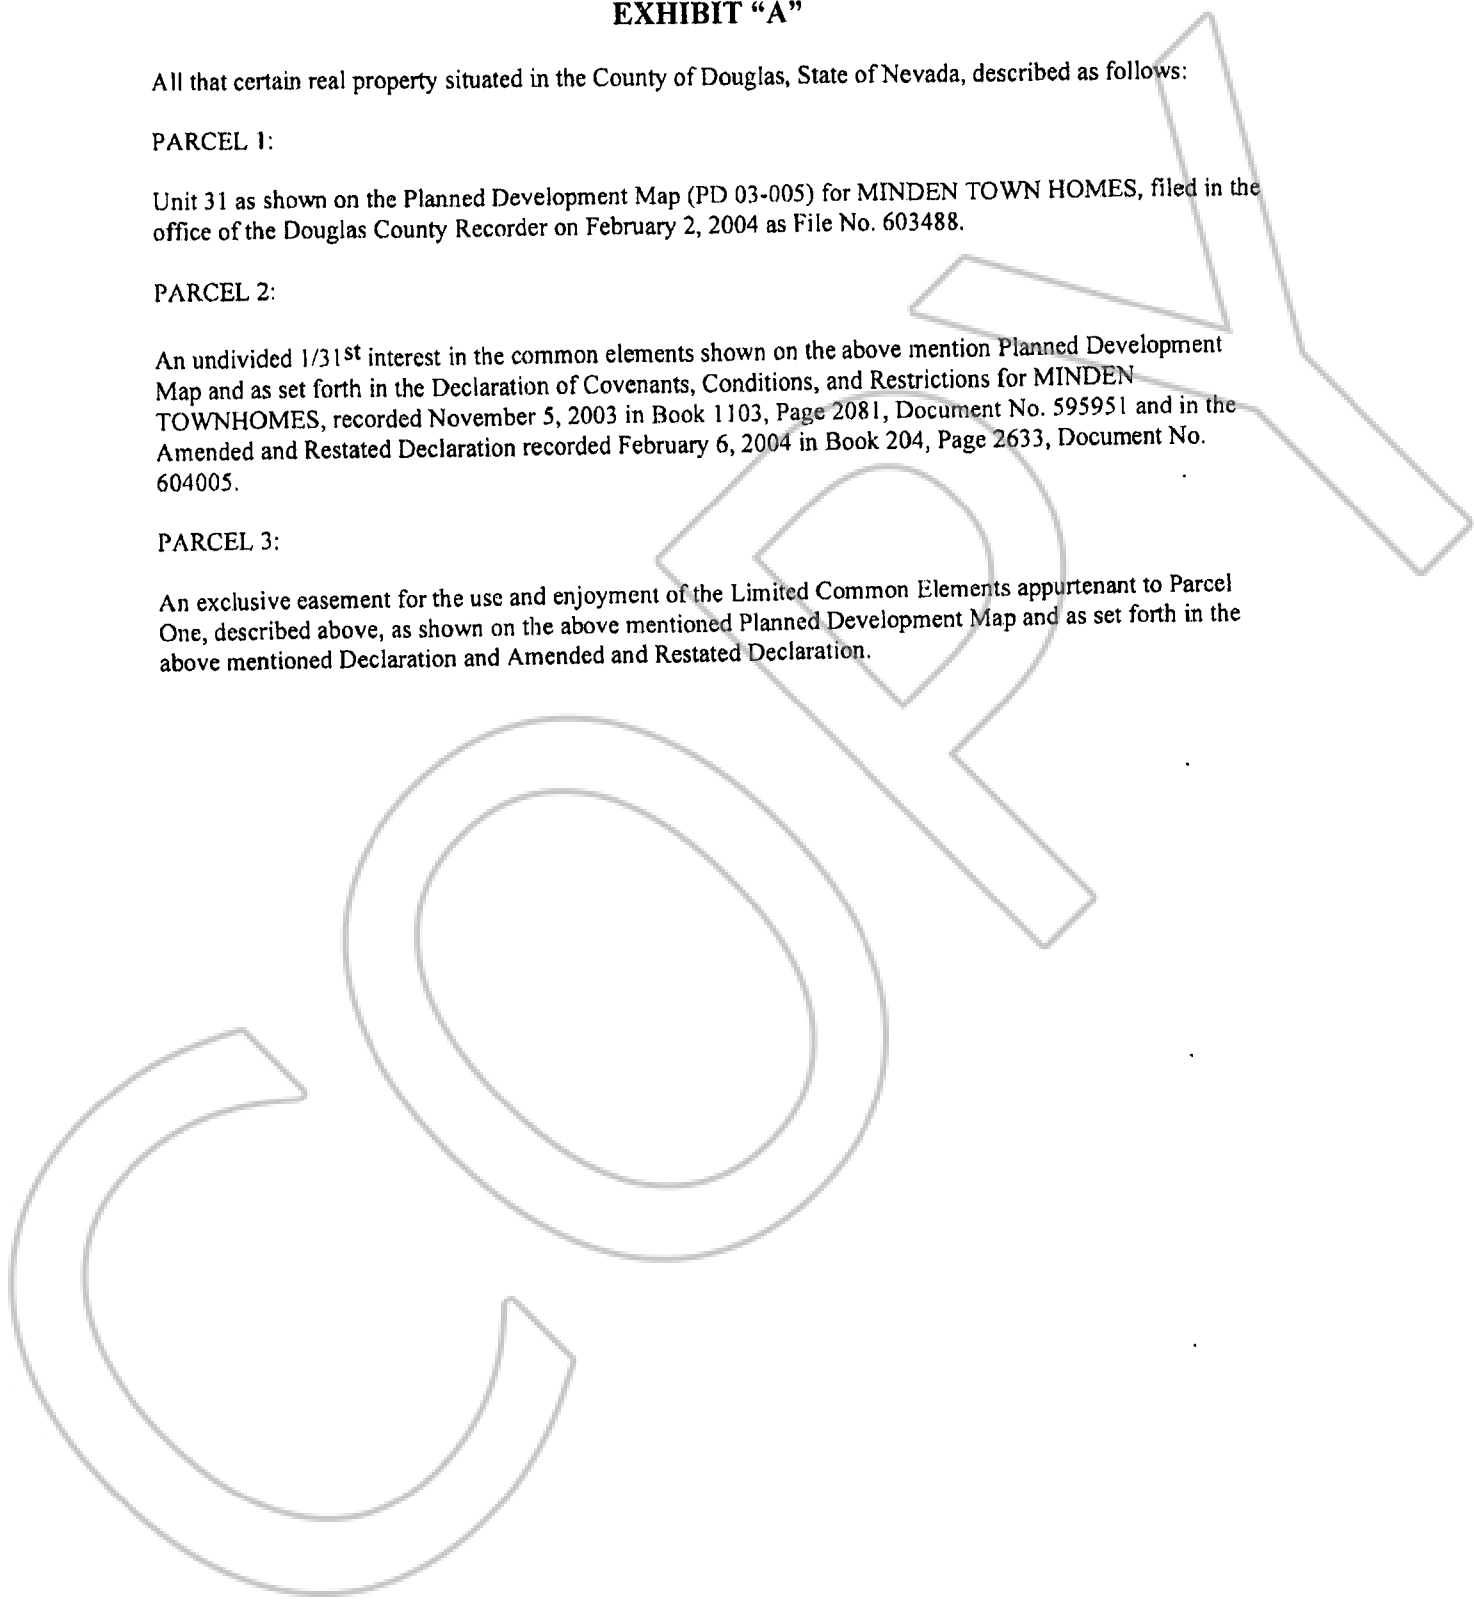 EXHIBIT “A”
All that certain real property situated in the County of Douglas, State of Nevada, described as follows:
PARCEL 1:
Unit 31 as shown on the Planned Development Map (PD 03-005) for MINDEN TOWN HOMES, filed in the
office of the Douglas County Recorder on February 2, 2004 as File No. 603488.
PARCEL 2:
An undivided 1/31st interest in the common elements shown on the above mention Planned Development
Map and as set forth in the Declaration of Covenants, Conditions, and Restrictions for MINDEN
TOWNHOMES, recorded November 5, 2003 in Book 1103, Page 2081, Document No. 595951 and in the
Amended and Restated Declaration recorded February 6, 2004 in Book 204, Page 2633, Document No.
604005.
PARCEL 3:
An exclusive easement for the use and enjoyment of the Limited Common Elements appurtenant to Parcel
One, described above, as shown on the above mentioned Planned Development Map and as set forth in the
above mentioned Declaration and Amended and Restated Declaration.
COPY